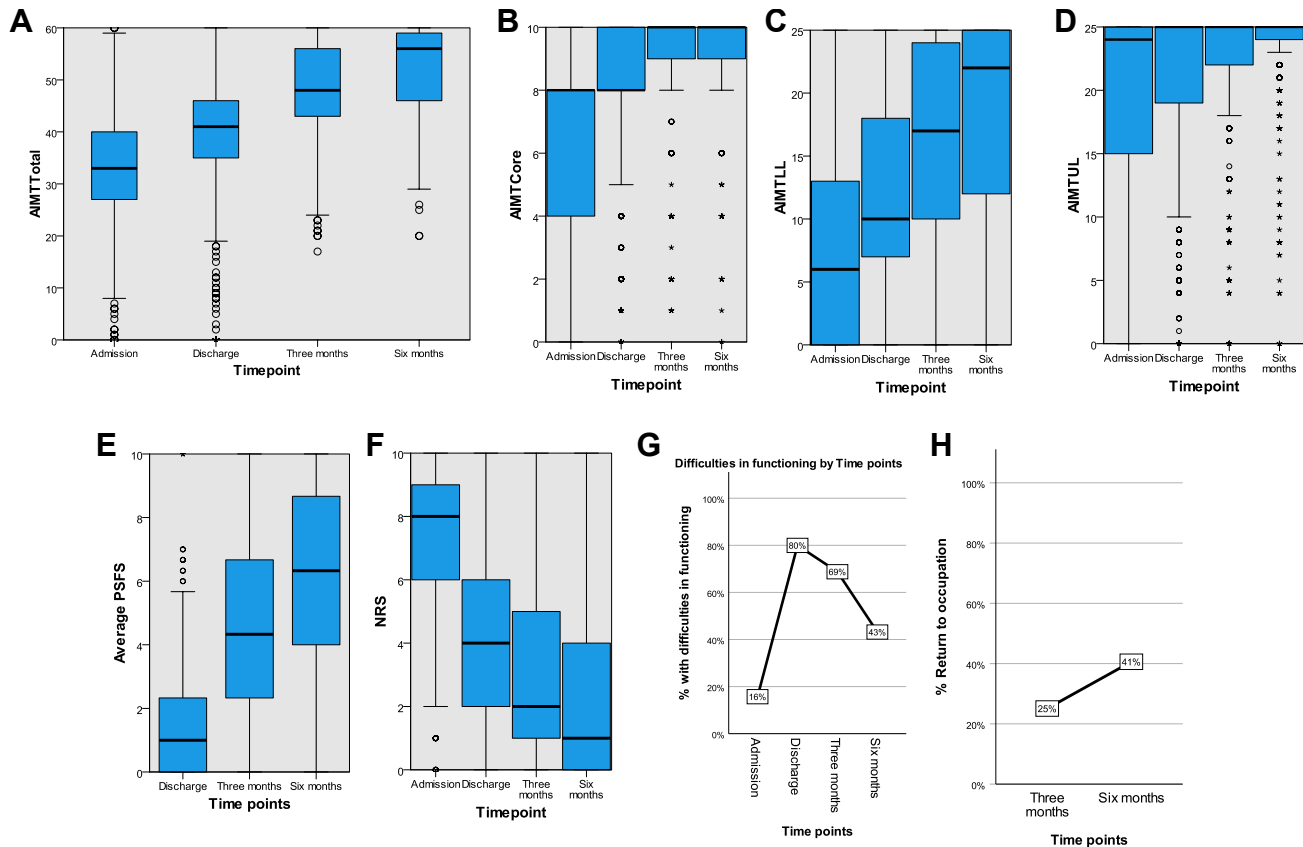 A
AIMTTotal
60
50
40
30
20
10
0
Admission
Discharge
Three months
Six months
Timepoint
B
AIMTCore
10
8
6
4
2
0
Admission
Discharge
Three
months
Six
months
Timepoint
C
AIMTLL
25
20
15
10
5
0
Admission
Discharge
Three
months
Six
months
Timepoint
D
AIMTUL
25
20
15
10
5
0
Admission
Discharge
Three
months
Six
months
Timepoint
E
Average PSFS
10
8
6
4
2
0
Discharge
Three months
Six months
Time points
F
NRS
10
8
6
4
2
0
Admission
Discharge
Three
months
Six
months
Timepoint
G
Difficulties in functioning by Time points
% with difficulties in functioning
100%
80%
60%
40%
20%
0%
16%
80%
69%
43%
Admission
Discharge
Three months
Six months
Time points
H
% Return to occupation
100%
80%
60%
40%
20%
0%
25%
41%
Three
months
Six months
Time points